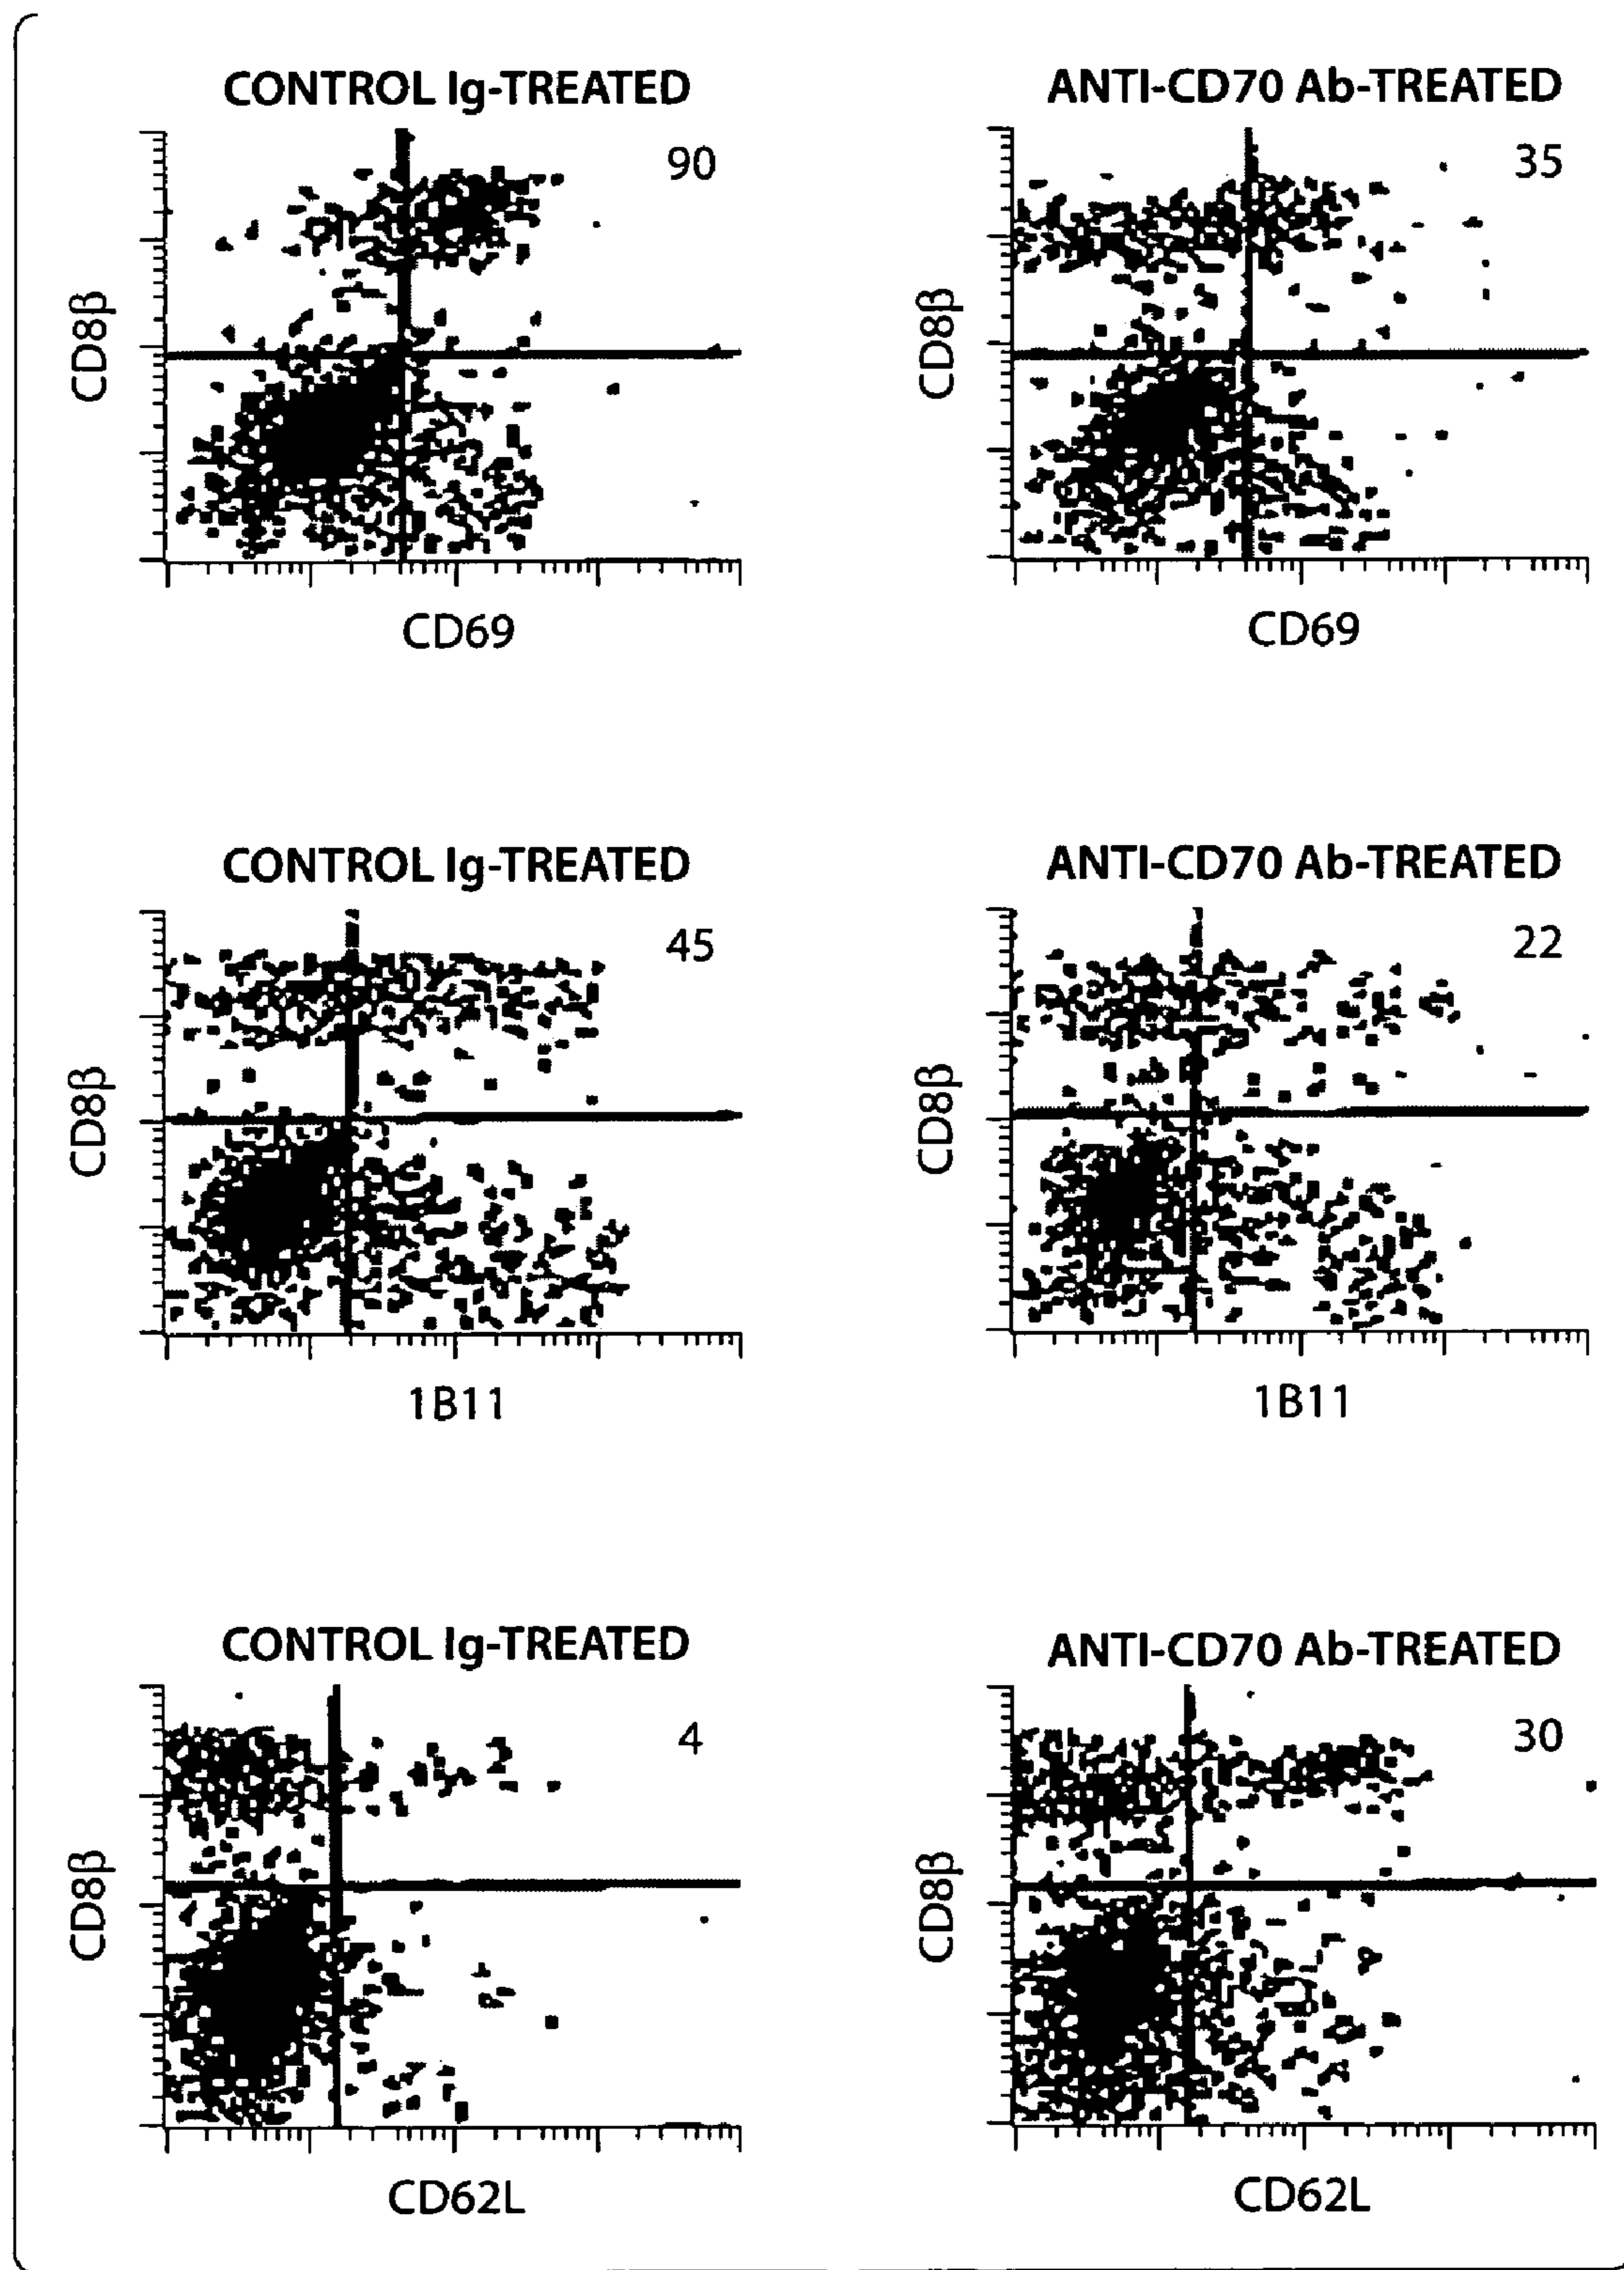 CONTROL Ig-TREATED
ANTI-CD70 Ab-TREATED
90
35
CD8β
CD8β
CD69
CD69
CONTROL Ig-TREATED
ANTI-CD70 Ab-TREATED
45
22
CD8β
CD8β
1B11
1B11
CONTROL Ig-TREATED
ANTI-CD70 Ab-TREATED
4
30
CD8β
CD8β
CD62L
CD62L